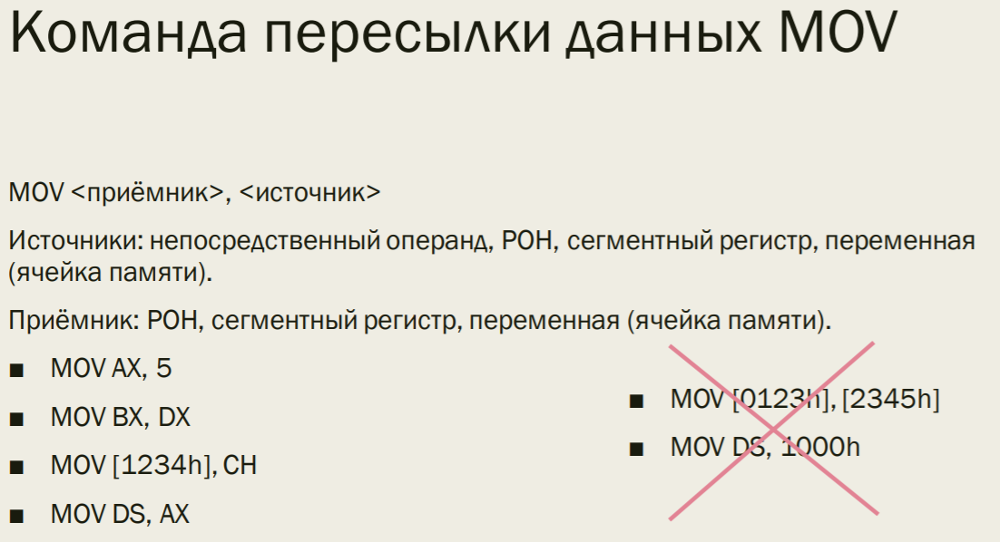 Команда пересылки данных MOV
MOV <приёмник>, <источник>
Источники: непосредственный операнд, РОН, сегментный регистр, переменная
(ячейка памяти).
Приёмник: РОН, сегментный регистр, переменная (ячейка памяти).
■ MOV AX, 5
■ MOV BX, DX
■ MOV [1234h], CH
■ MOV DS, AX
■ MOV [0123h], [2345h]
■ MOV DS, 1000h